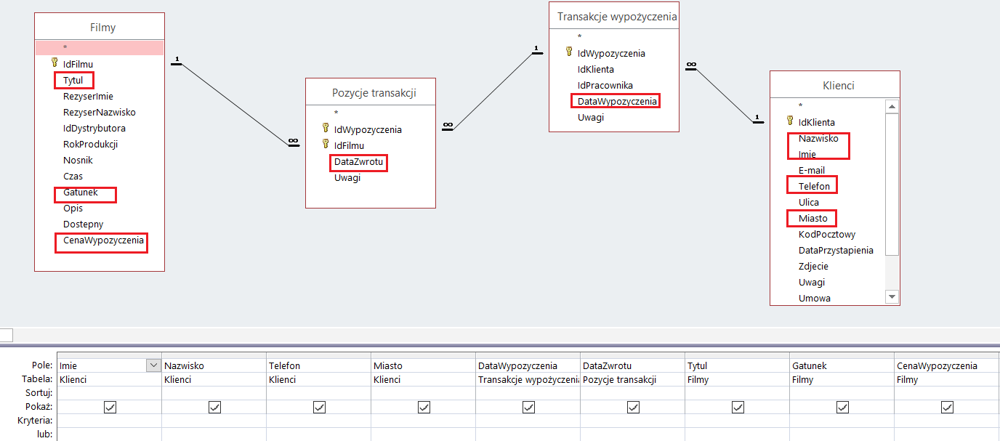 Filmy
*
IdFilmu
Tytul
RezyserImie
RezyserNazwisko
IdDystrybutora
RokProdukcji
Nosnik
Czas
Gatunek
Opis
Dostepny
CenaWypozyczenia
1
∞
Pozycje transakcji
*
IdWypozyczenia
IdFilmu
DataZwrotu
Uwagi
∞
1
Transakcje wypożyczenia
*
IdWypozyczenia
IdKlienta
IdPracownika
DataWypozyczenia
Uwagi
∞
1
Klienci
*
IdKlienta
Nazwisko
Imie
E-mail
Telefon
Ulica
Miasto
KodPocztowy
DataPrzystapienia
Zdjecie
Uwagi
Umowa
Pole: Imie Nazwisko Telefon Miasto DataWypozyczenia DataZwrotu Tytul Gatunek CenaWypozyczenia
Tabela: Klienci Klienci Klienci Klienci Transakcje wypożyczeni Pozycje transakcji Filmy Filmy Filmy
Sortuj:
Pokaż:
Kryteria:
lub: